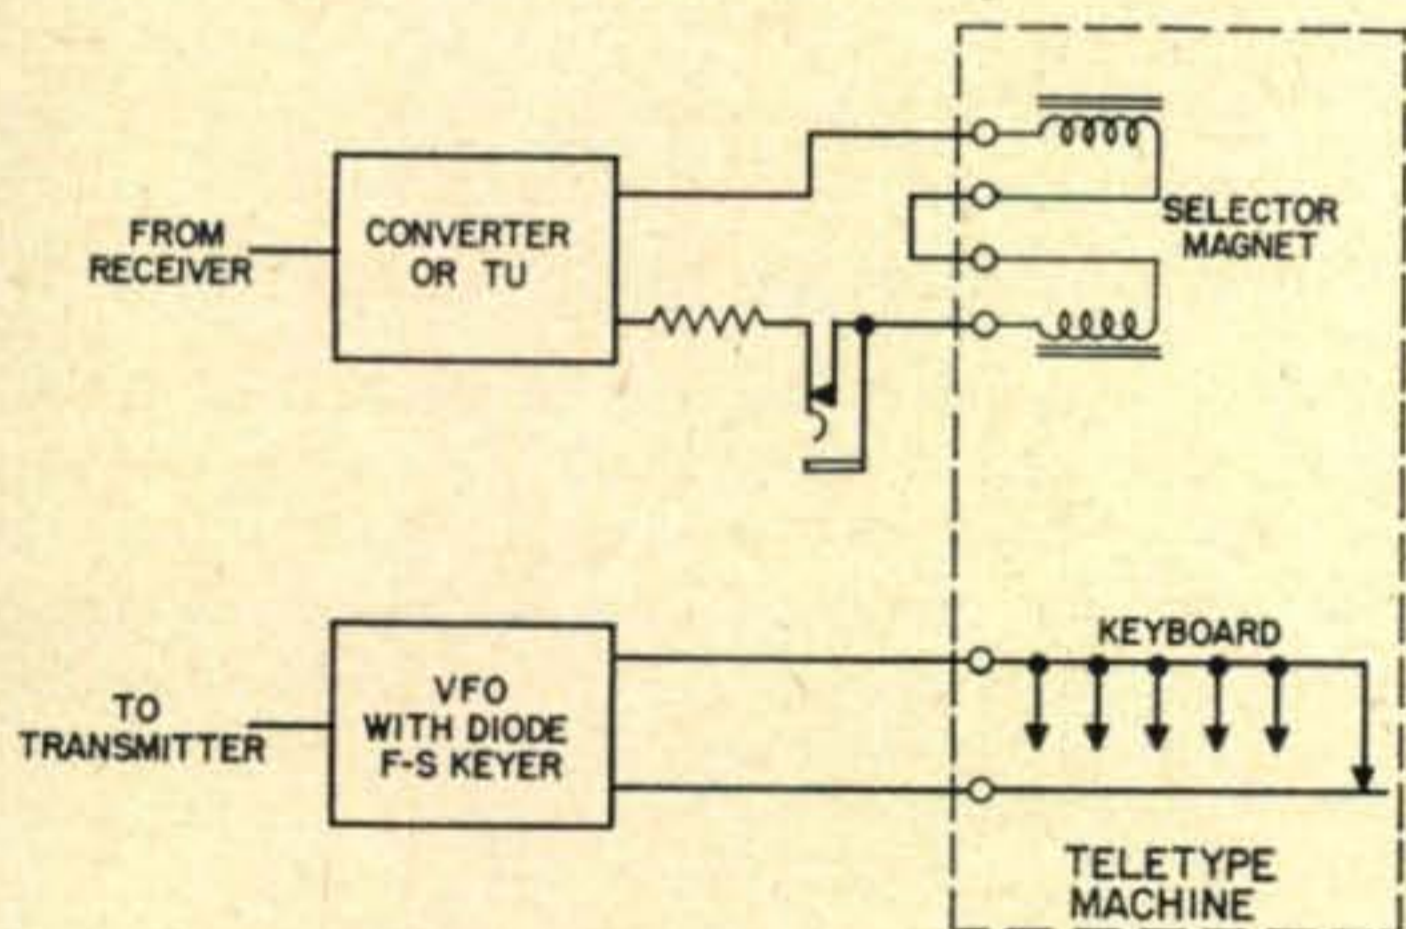 FROM
RECEIVER
CONVERTER
OR TU
SELECTOR
MAGNET
TO
TRANSMITTER
VFO
WITH DIODE
F-S KEYER
KEYBOARD
TELETYPE
MACHINE